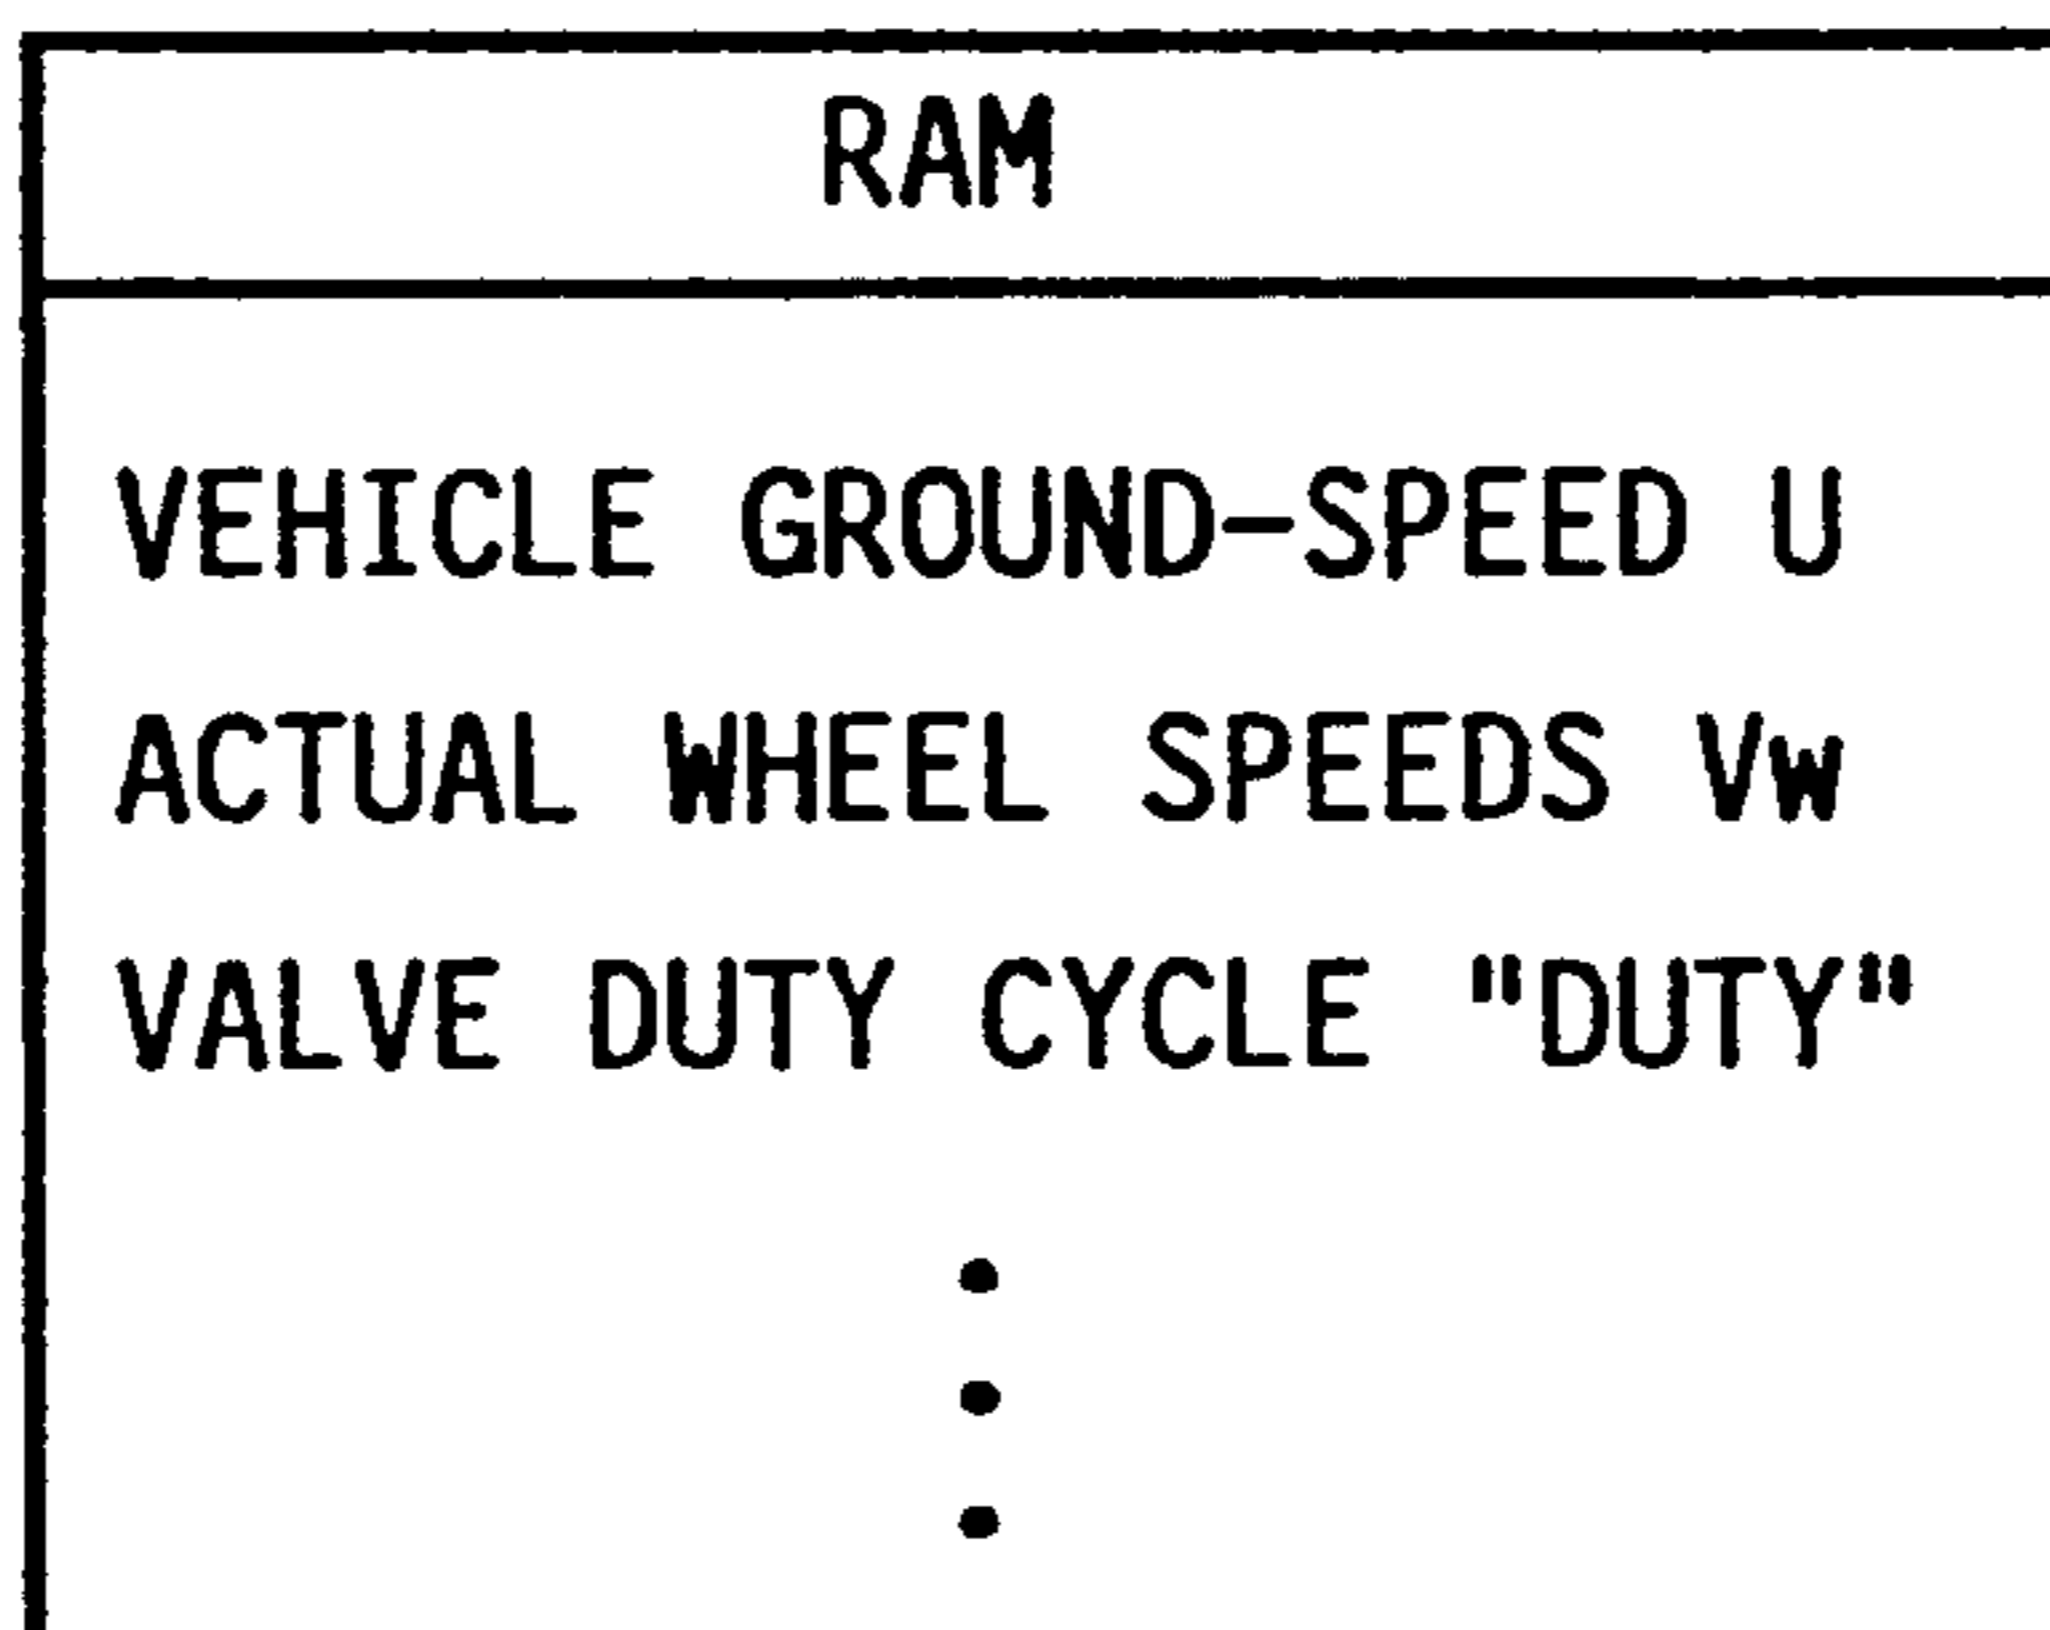 RAM
VEHICLE GROUND-SPEED U
ACTUAL WHEEL SPEEDS Vw
VALVE DUTY CYCLE "DUTY"